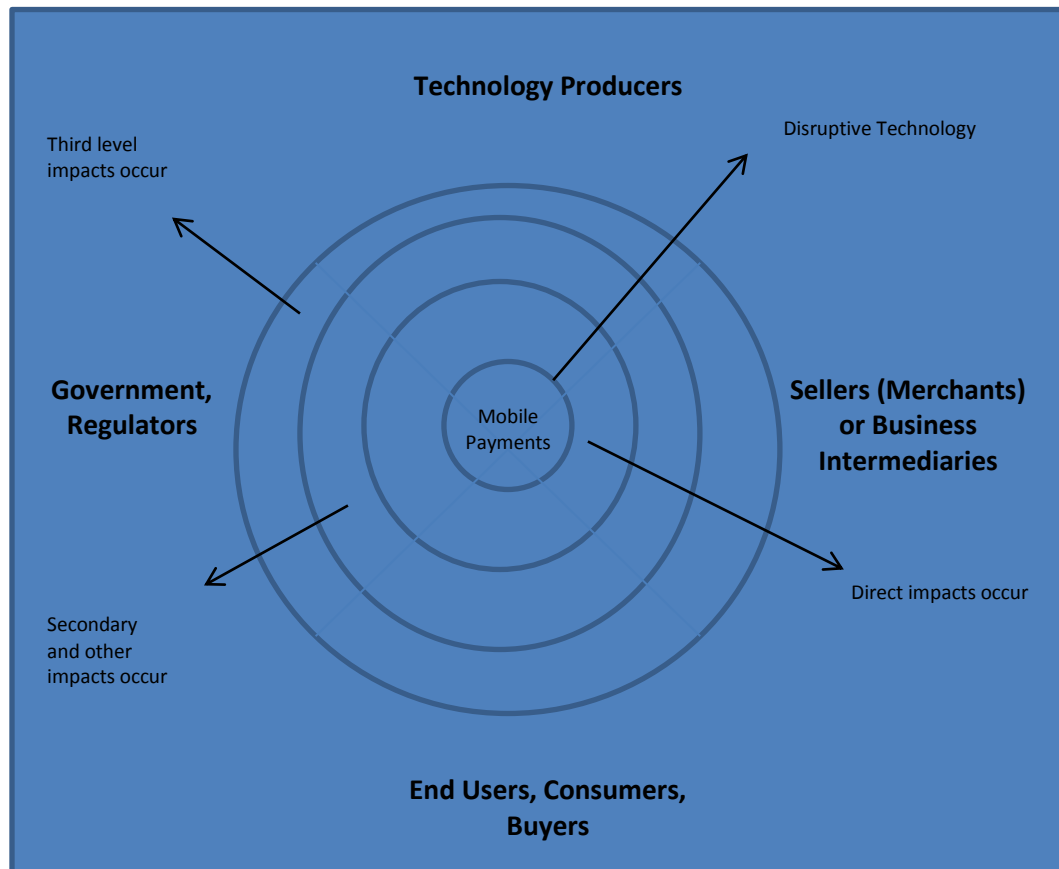 Technology Producers
Disruptive Technology
Third level
impacts occur
Government,
Regulators
Mobile
Payments
Sellers (Merchants)
or Business
Intermediaries
Direct impacts occur
Secondary
and other
impacts occur
End Users, Consumers,
Buyers